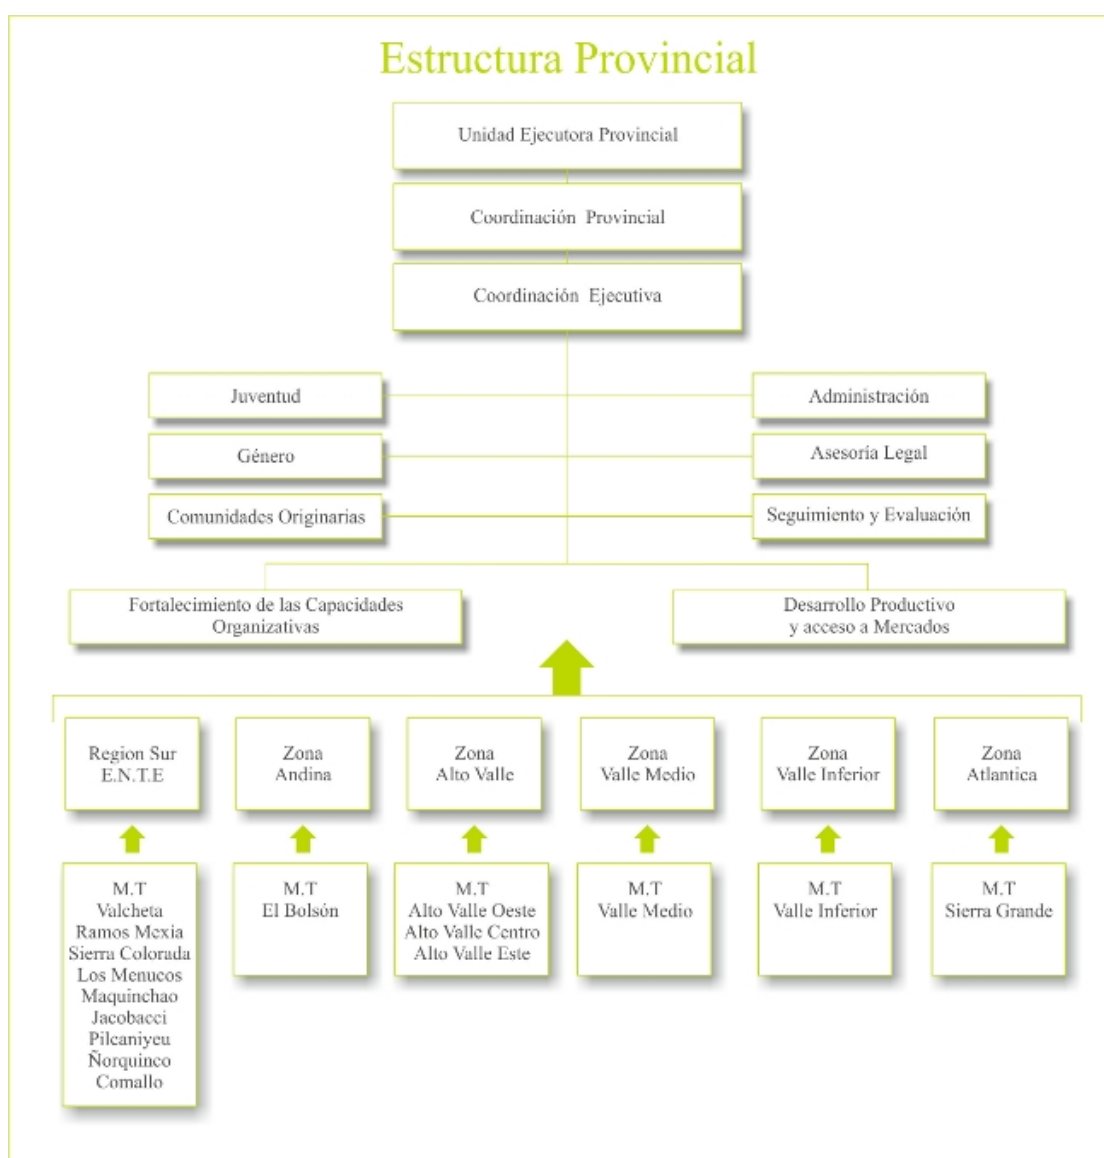 Estructura Provincial
Unidad Ejecutora Provincial
Coordinación Provincial
Coordinación Ejecutiva
Juventud
Administración
Género
Asesoría Legal
Comunidades Originarias
Seguimiento y Evaluación
Fortalecimiento de las Capacidades
Organizativas
Desarrollo Productivo
y acceso a Mercados
Region Sur
E.N.T.E
Zona
Andina
Zona
Alto Valle
Zona
Valle Medio
Zona
Valle Inferior
Zona
Atlantica
M.T
Valcheta
Ramos Mexia
Sierra Colorada
Los Menucos
Maquinchao
Jacobacci
Pilcaniyeu
Ñorquinco
Comallo
M.T
El Bolsón
M.T
Alto Valle Oeste
Alto Valle Centro
Alto Valle Este
M.T
Valle Medio
M.T
Valle Inferior
M.T
Sierra Grande